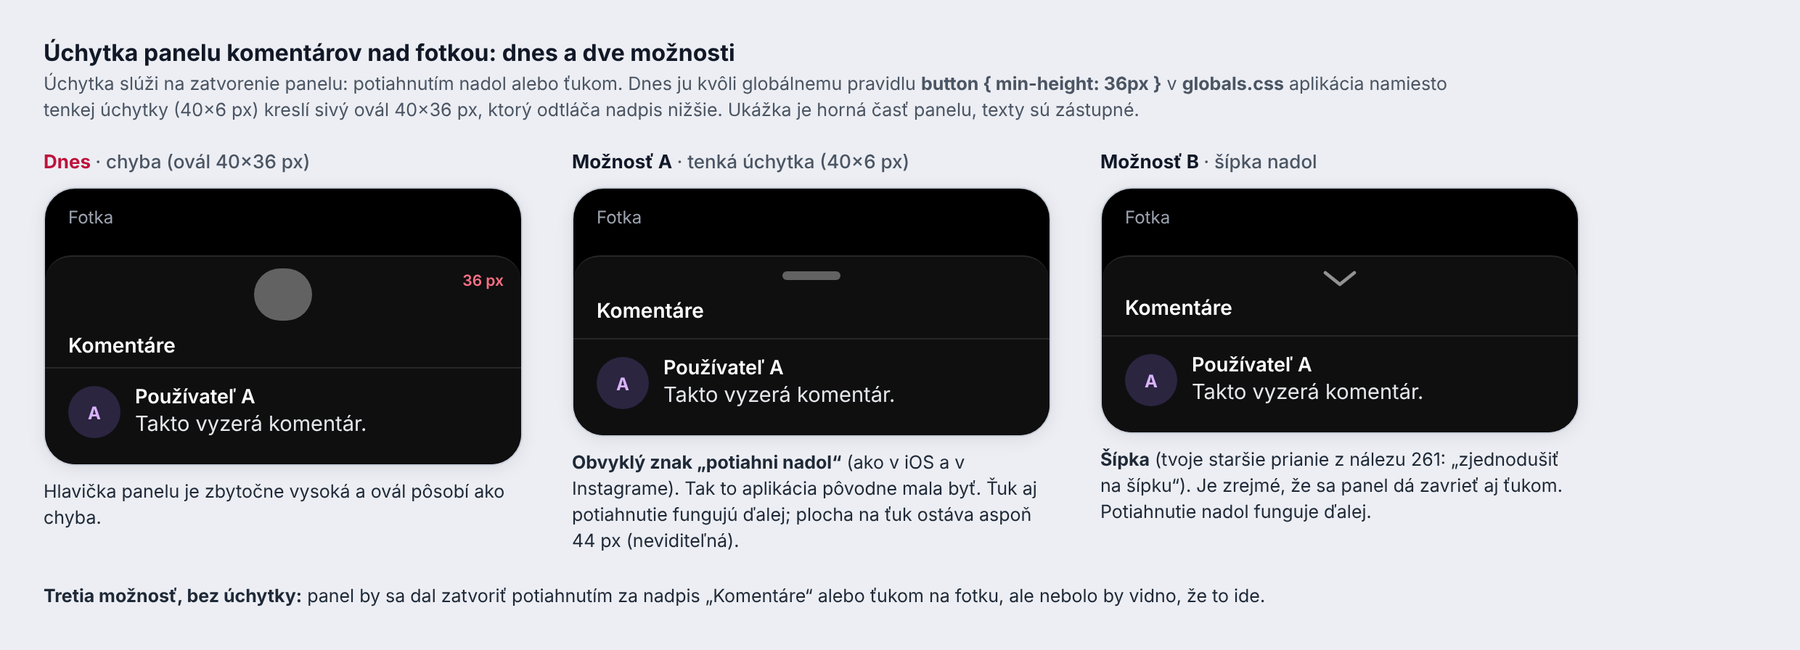 Úchytka panelu komentárov nad fotkou: dnes a dve možnosti
Úchytka slúži na zatvorenie panelu: potiahnutím nadol alebo ťukom. Dnes ju kvôli globálnemu pravidlu button { min-height: 36px } v globals.css aplikácia namiesto
tenkej úchytky (40×6 px) kreslí sivý ovál 40×36 px, ktorý odtláča nadpis nižšie. Ukážka je horná časť panelu, texty sú zástupné.
Dnes · chyba (ovál 40×36 px)
Fotka
36 px
Komentáre
A
Používateľ A
Takto vyzerá komentár.
Hlavička panelu je zbytočne vysoká a ovál pôsobí ako
chyba.
Možnosť A · tenká úchytka (40×6 px)
Fotka
Komentáre
A
Používateľ A
Takto vyzerá komentár.
Obvyklý znak „potiahni nadol“ (ako v iOS a v
Instagrame). Tak to aplikácia pôvodne mala byť. Ťuk aj
potiahnutie fungujú ďalej; plocha na ťuk ostáva aspoň
44 px (neviditeľná).
Možnosť B · šípka nadol
Fotka
Komentáre
A
Používateľ A
Takto vyzerá komentár.
Šípka (tvoje staršie prianie z nálezu 261: „zjednodušiť
na šípku“). Je zrejmé, že sa panel dá zavrieť aj ťukom.
Potiahnutie nadol funguje ďalej.
Tretia možnosť, bez úchytky: panel by sa dal zatvoriť potiahnutím za nadpis „Komentáre“ alebo ťukom na fotku, ale nebolo by vidno, že to ide.